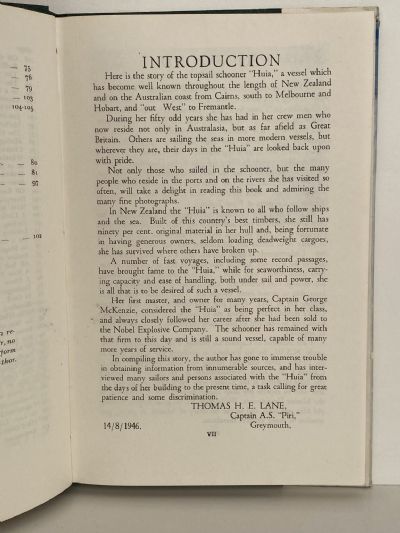 75
76
79
103
104-105
80
81
97
102
INTRODUCTION
Here is the story of the topsail schooner "Huia," a vessel which
has become well known throughout the length of New Zealand
and on the Australian coast from Cairns, south to Melbourne and
Hobart, and "out West" to Fremantle.
During her fifty odd years she has had in her crew men who
now reside not only in Australasia, but as far afield as Great
Britain. Others are sailing the seas in more modern vessels, but
wherever they are, their days in the "Huia" are looked back upon
with pride.
Not only those who sailed in the schooner, but the many
people who reside in the ports and on the rivers she has visited so
often, will take a delight in reading this book and admiring the
many fine photographs.
In New Zealand the "Huia" is known to all who follow ships
and the sea. Built of this country's best timbers, she still has
ninety per cent. original material in her hull and, being fortunate
in having generous owners, seldom loading deadweight cargoes,
she has survived where others have broken up.
A number of fast voyages, including some record passages,
have brought fame to the "Huia," while for seaworthiness, carry-
ing capacity and ease of handling, both under sail and power, she
is all that is to be desired of such a vessel.
Her first master, and owner for many years, Captain George
McKenzie, considered the "Huia" as being perfect in her class,
and always closely followed her career after she had been sold to
the Nobel Explosive Company. The schooner has remained with
that firm to this day and is still a sound vessel, capable of many
more years of service.
In compiling this story, the author has gone to immense trouble
in obtaining information from innumerable sources, and has inter-
viewed many sailors and persons associated with the "Huia" from
the days of her building to the present time, a task calling for great
patience and some discrimination.
THOMAS H. E. LANE,
Captain A.S. "Piri,"
14/8/1946. Greymouth,
VII